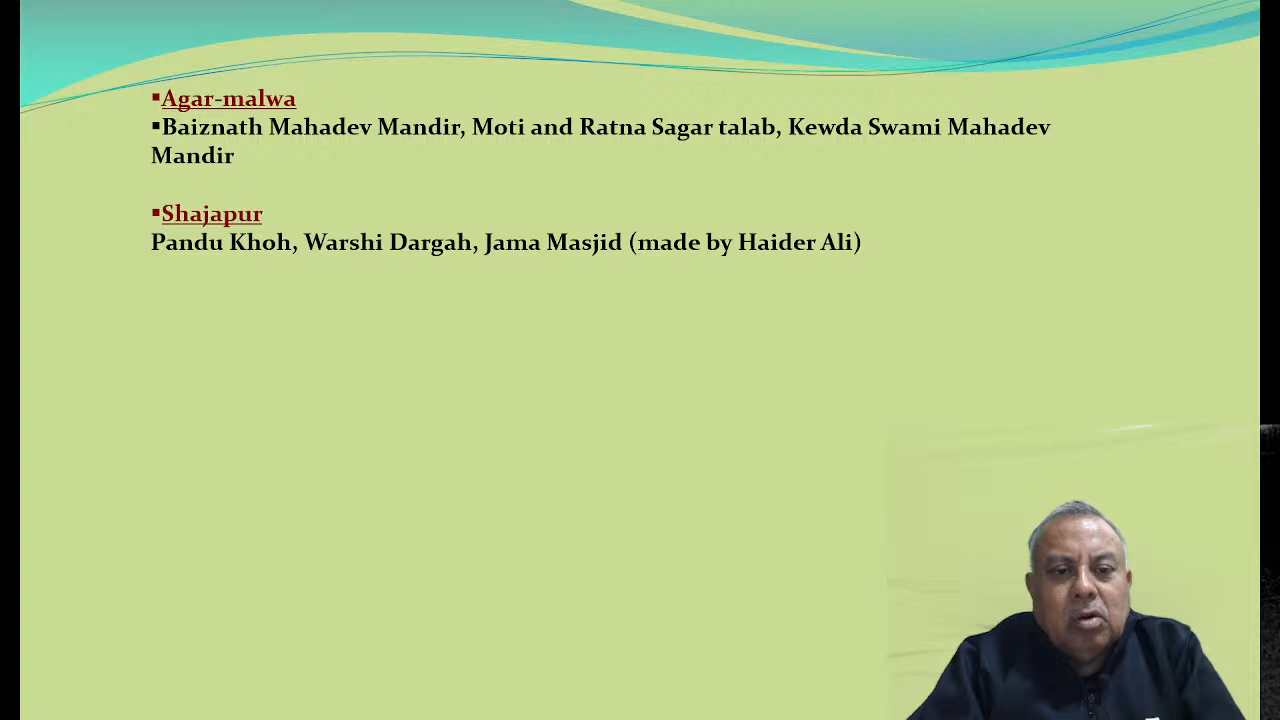 ▪Agar-malwa
▪Baiznath Mahadev Mandir, Moti and Ratna Sagar talab, Kewda Swami Mahadev
Mandir
▪Shajapur
Pandu Khoh, Warshi Dargah, Jama Masjid (made by Haider Ali)